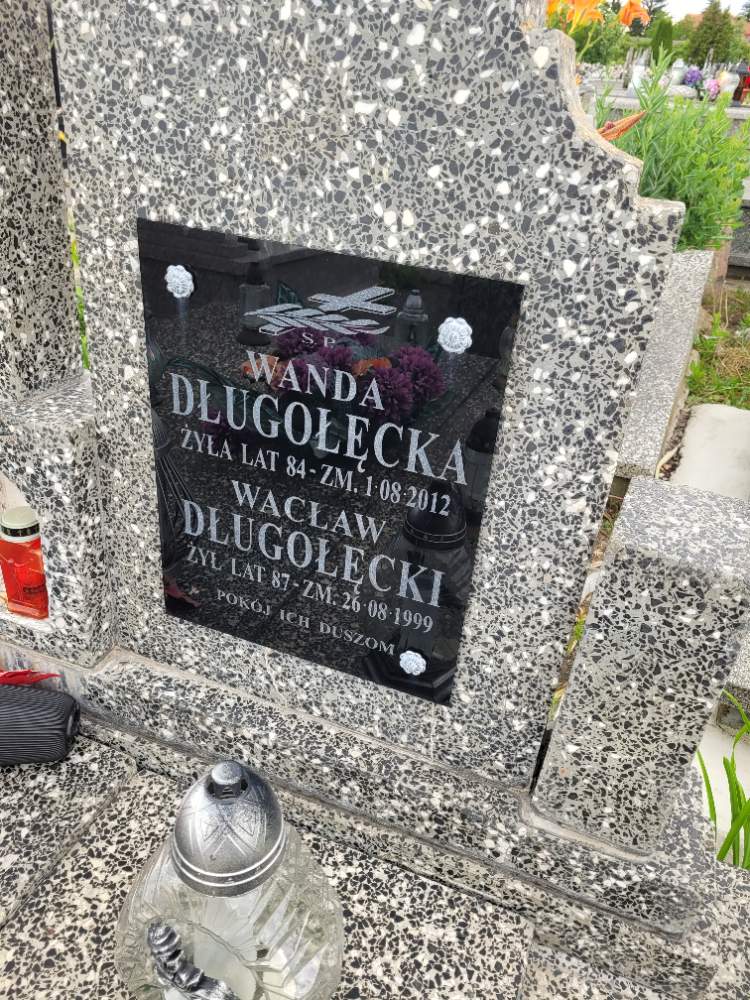 Ś.P.
WANDA
DŁUGOŁĘCKA
ŻYŁA LAT 84 - ZM. 1·08·2012
WACŁAW
DŁUGOŁĘCKI
ŻYŁ LAT 87 - ZM. 26·08·1999
POKÓJ ICH DUSZOM